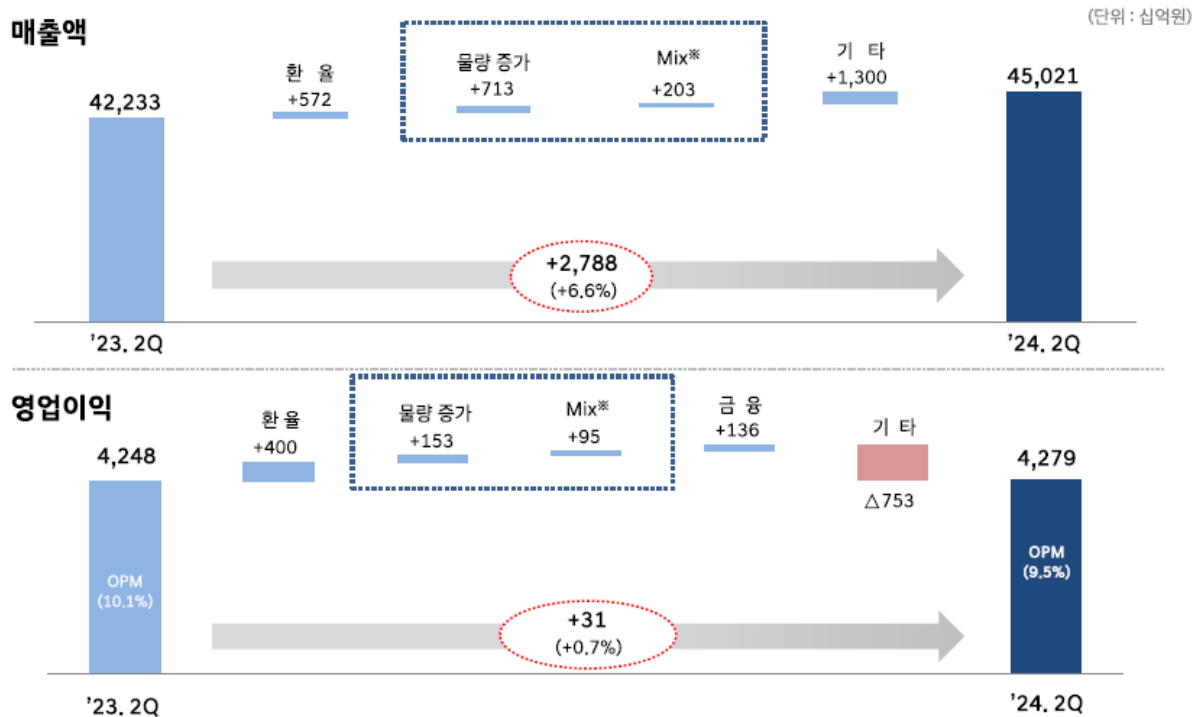 (단위 : 십억원)
매출액
42,233
환 율
+572
물량 증가
+713
Mix※
+203
기 타
+1,300
45,021
+2,788
(+6.6%)
’23. 2Q
’24. 2Q
영업이익
4,248
환율
+400
물량 증가
+153
Mix※
+95
금 융
+136
기 타
△753
4,279
OPM
(10.1%)
OPM
(9.5%)
+31
(+0.7%)
’23. 2Q
’24. 2Q